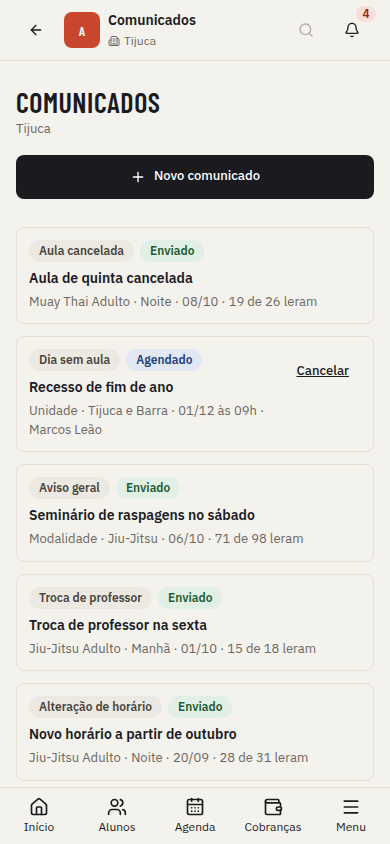 Comunicados
A
Tijuca
4
COMUNICADOS
Tijuca
Novo comunicado
Aula cancelada Enviado
Aula de quinta cancelada
Muay Thai Adulto · Noite · 08/10 · 19 de 26 leram
Dia sem aula Agendado
Cancelar
Recesso de fim de ano
Unidade · Tijuca e Barra · 01/12 às 09h ·
Marcos Leão
Aviso geral Enviado
Seminário de raspagens no sábado
Modalidade · Jiu-Jitsu · 06/10 · 71 de 98 leram
Troca de professor Enviado
Troca de professor na sexta
Jiu-Jitsu Adulto · Manhã · 01/10 · 15 de 18 leram
Alteração de horário Enviado
Novo horário a partir de outubro
Jiu-Jitsu Adulto · Noite · 20/09 · 28 de 31 leram
Início Alunos Agenda Cobranças Menu